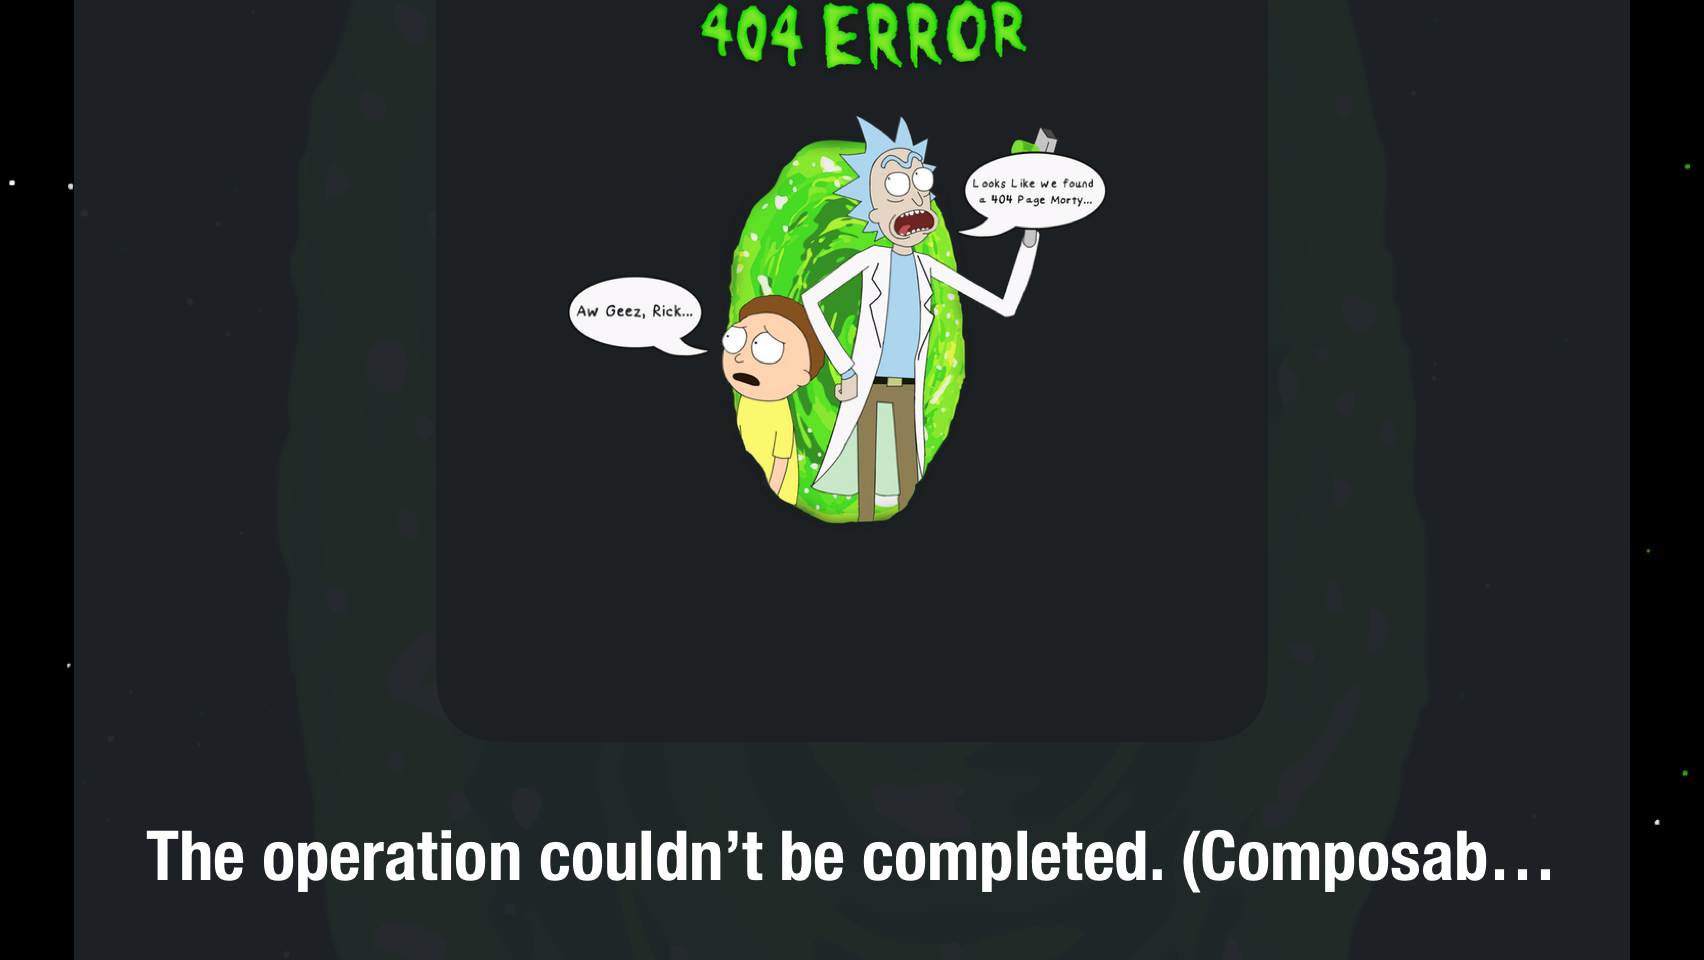 404 ERROR
Looks Like we found
a 404 Page Morty...
Aw Geez, Rick...
The operation couldn’t be completed. (Composab…